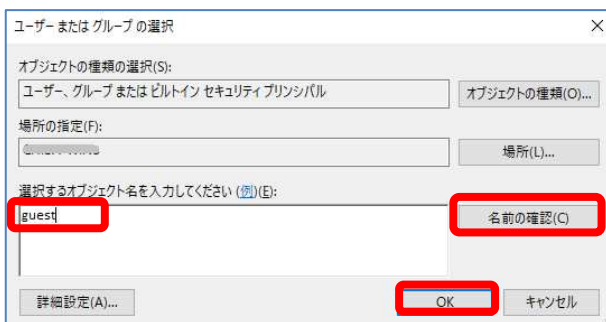 ユーザー または グループ の選択
オブジェクトの種類の選択(S):
ユーザー、グループ または ビルトイン セキュリティ プリンシパル
オブジェクトの種類(O)...
場所の指定(F):
場所(L)...
選択するオブジェクト名を入力してください (例)(E):
guest
名前の確認(C)
詳細設定(A)...
OK
キャンセル